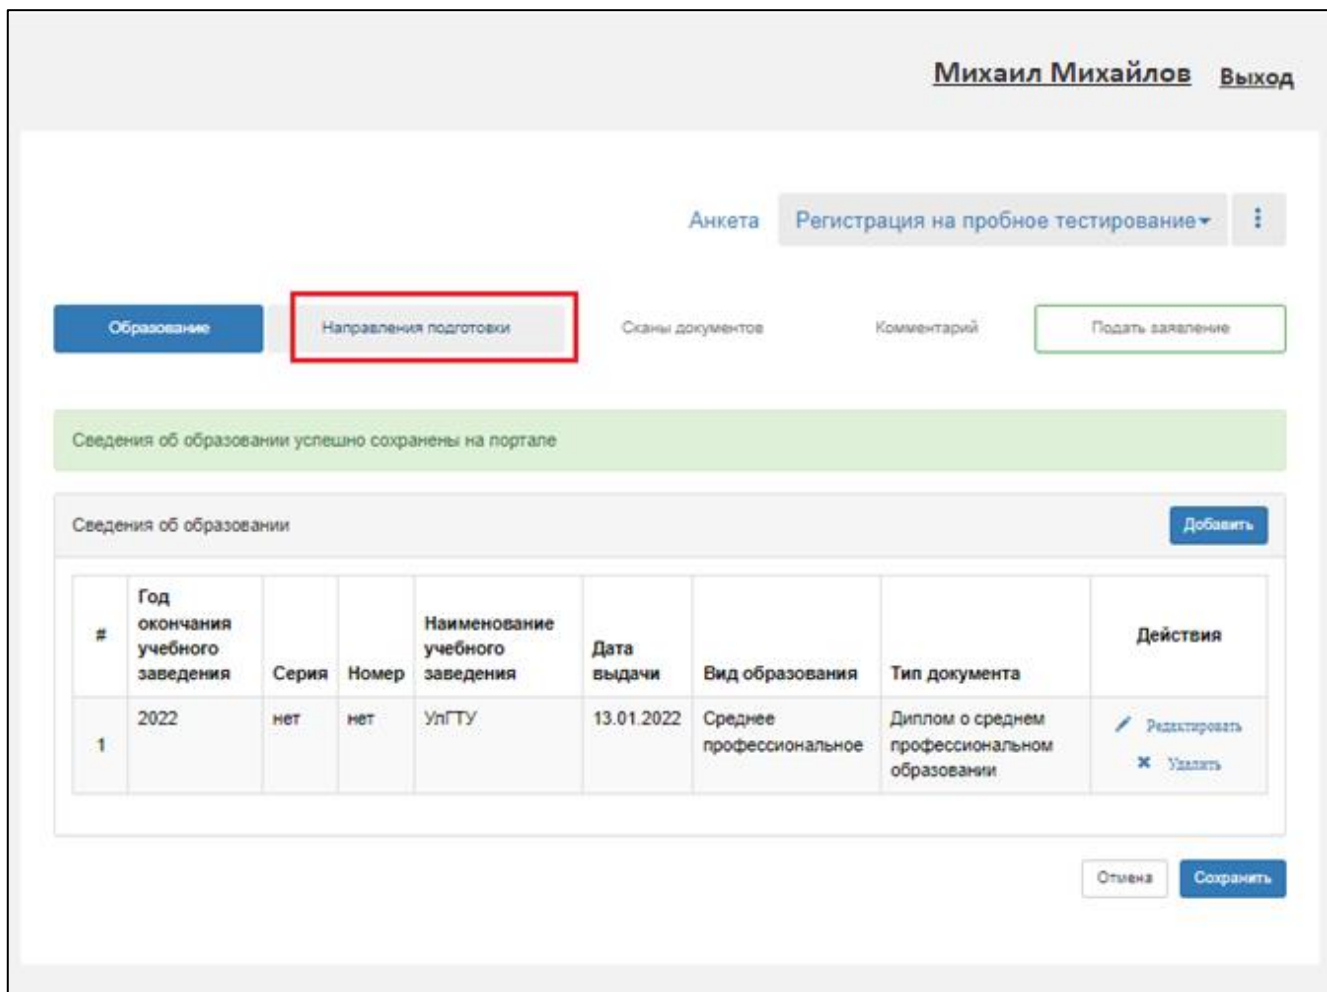 Михаил Михайлов Выход
Анкета Регистрация на пробное тестирование
Образование Направления подготовки Сканы документов Комментарий Подать заявление
Сведения об образовании успешно сохранены на портале
Сведения об образовании Добавить
# Год окончания учебного заведения Серия Номер Наименование учебного заведения Дата выдачи Вид образования Тип документа Действия
1 2022 нет нет УлГТУ 13.01.2022 Среднее профессиональное Диплом о среднем профессиональном образовании Редактировать
Удалить
Отмена Сохранить